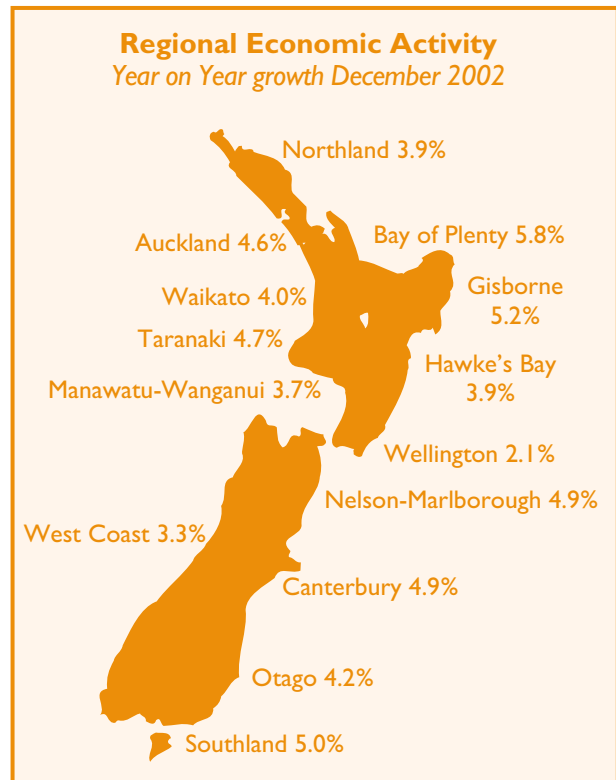 Regional Economic Activity
Year on Year growth December 2002
Northland 3.9%
Auckland 4.6%
Bay of Plenty 5.8%
Waikato 4.0%
Gisborne
5.2%
Taranaki 4.7%
Hawke’s Bay
3.9%
Manawatu-Wanganui 3.7%
Wellington 2.1%
Nelson-Marlborough 4.9%
West Coast 3.3%
Canterbury 4.9%
Otago 4.2%
Southland 5.0%